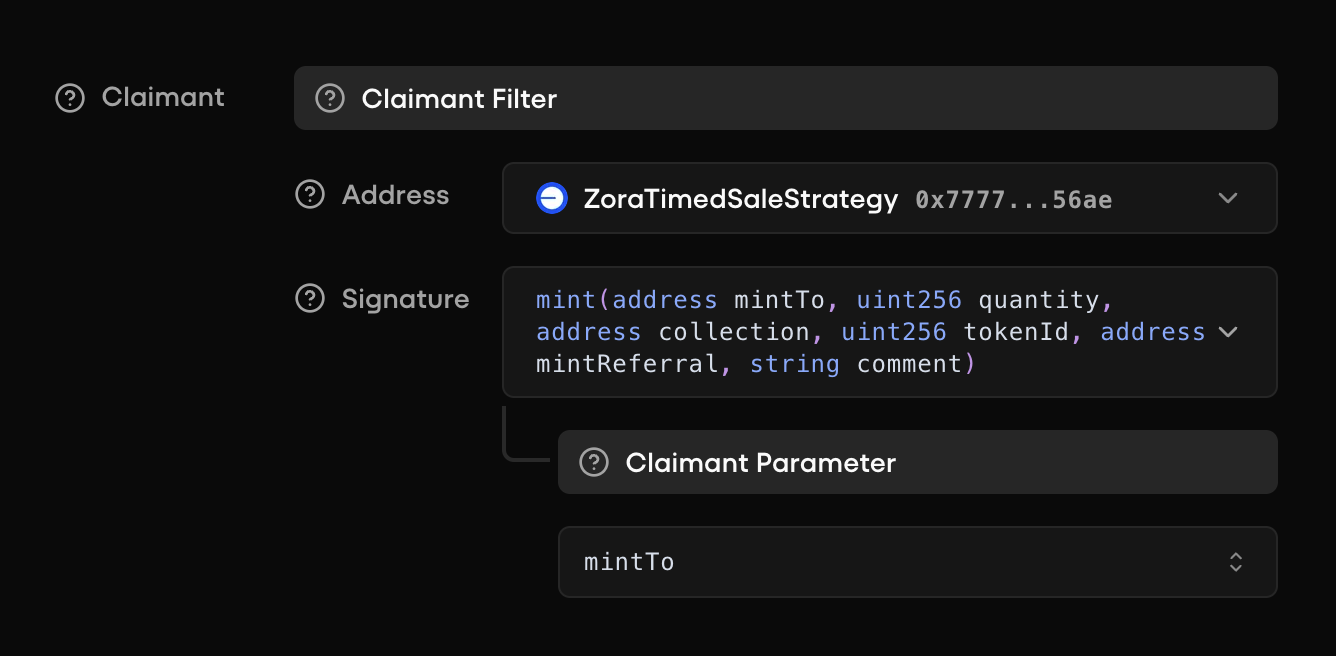 Claimant
Claimant Filter
Address
ZoraTimedSaleStrategy 0x7777...56ae
Signature
mint(address mintTo, uint256 quantity,
address collection, uint256 tokenId, address
mintReferral, string comment)
Claimant Parameter
mintTo